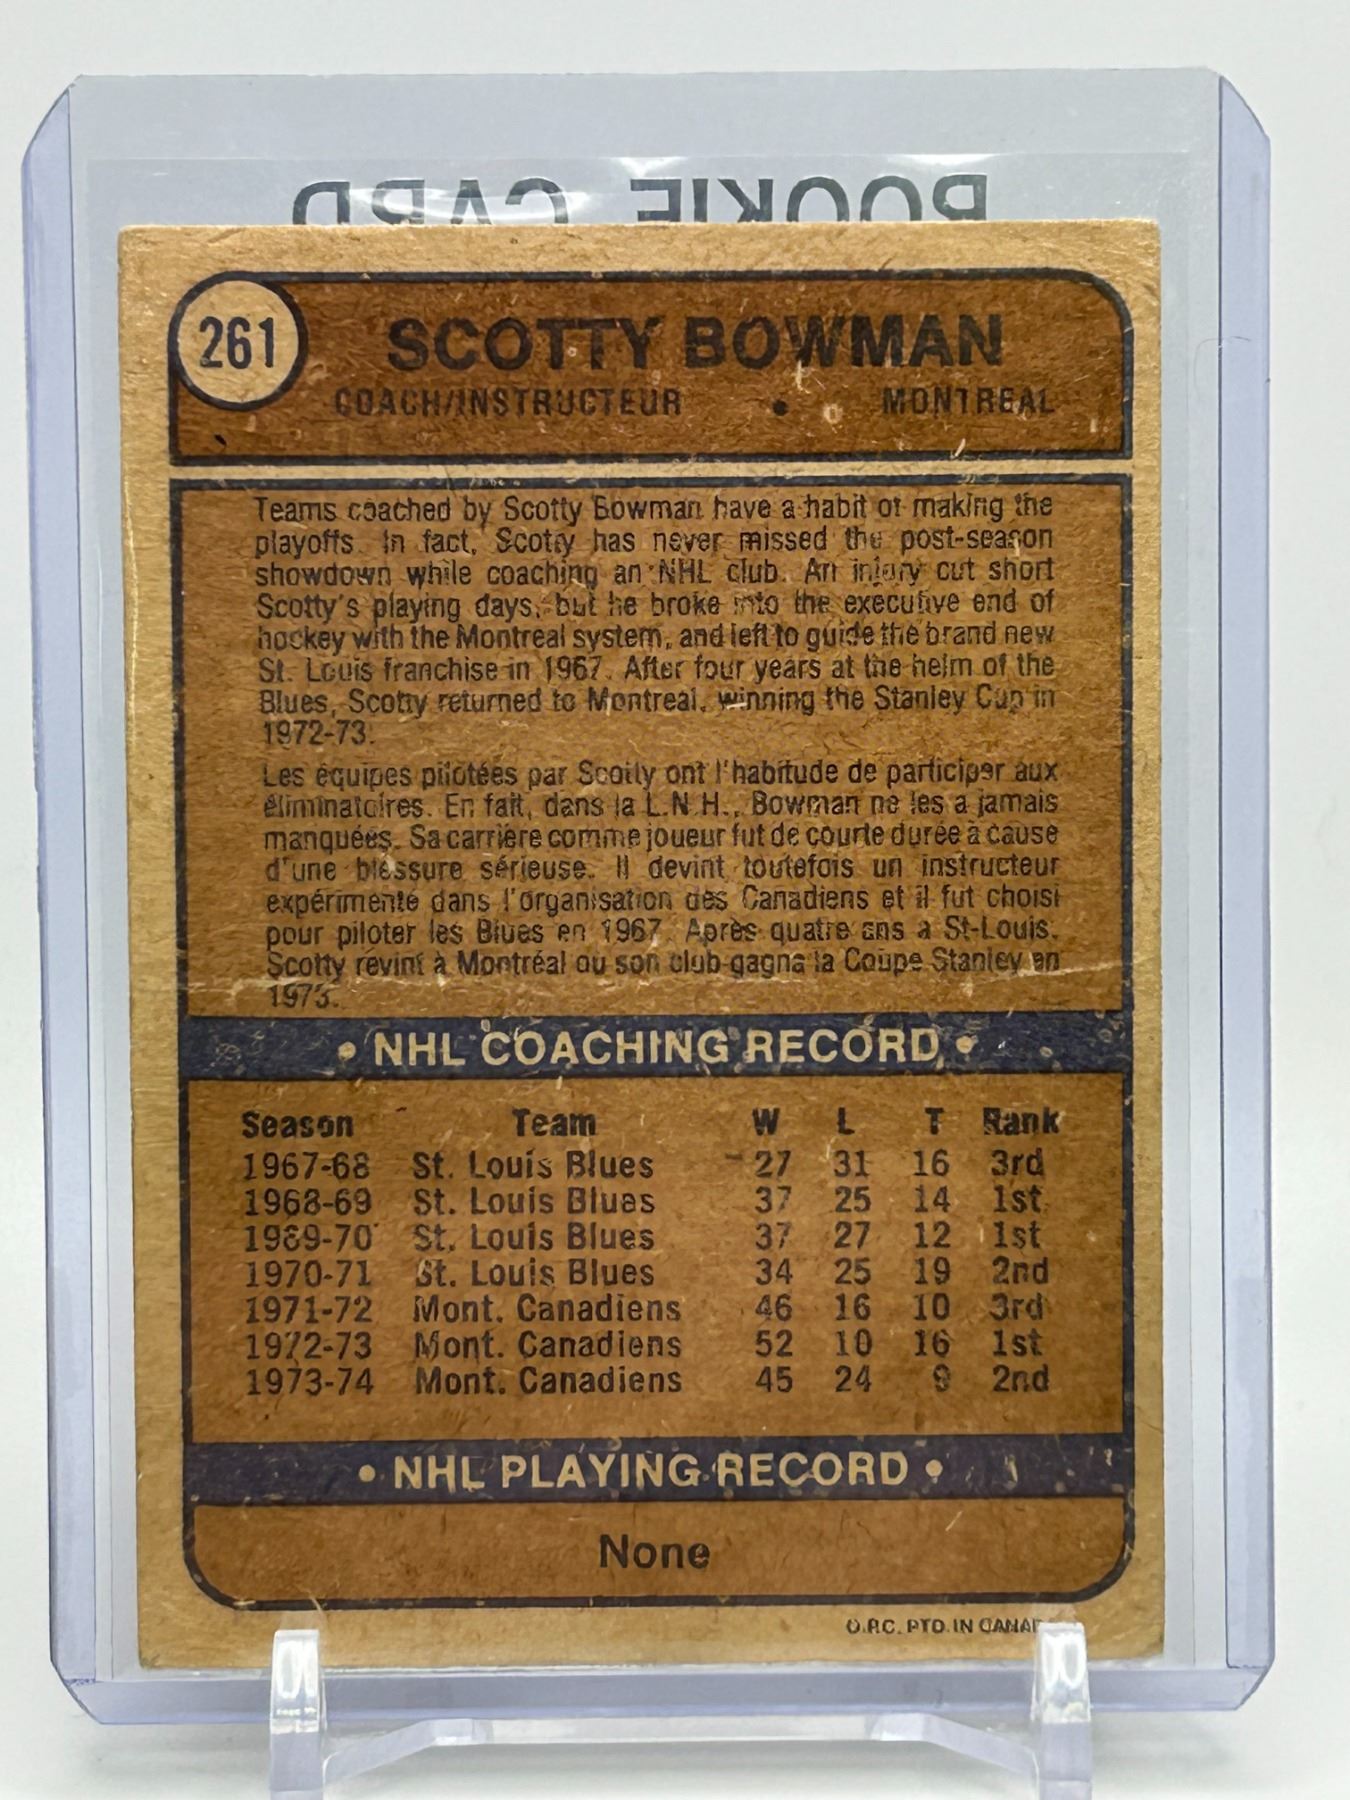 ROOKIE CARD
261
SCOTTY BOWMAN
COACH/INSTRUCTEUR • MONTREAL
Teams coached by Scotty Bowman have a habit of making the
playoffs. In fact, Scotty has never missed the post-season
showdown while coaching an NHL club. An injury cut short
Scotty's playing days, but he broke into the executive end of
hockey with the Montreal system, and left to guide the brand new
St. Louis franchise in 1967. After four years at the helm of the
Blues, Scotty returned to Montreal, winning the Stanley Cup in
1972-73.
Les équipes pilotées par Scotty ont l'habitude de participer aux
éliminatoires. En fait, dans la L.N.H., Bowman ne les a jamais
manquées. Sa carrière comme joueur fut de courte durée à cause
d'une blessure sérieuse. Il devint toutefois un instructeur
expérimenté dans l'organisation des Canadiens et il fut choisi
pour piloter les Blues en 1967. Après quatre ans à St-Louis,
Scotty revint à Montréal où son club gagna la Coupe Stanley en
1973.
• NHL COACHING RECORD •
Season Team W L T Rank
1967-68 St. Louis Blues 27 31 16 3rd
1968-69 St. Louis Blues 37 25 14 1st
1969-70 St. Louis Blues 37 27 12 1st
1970-71 St. Louis Blues 34 25 19 2nd
1971-72 Mont. Canadiens 46 16 10 3rd
1972-73 Mont. Canadiens 52 10 16 1st
1973-74 Mont. Canadiens 45 24 9 2nd
• NHL PLAYING RECORD •
None
O.P.C. PTD. IN CANAD